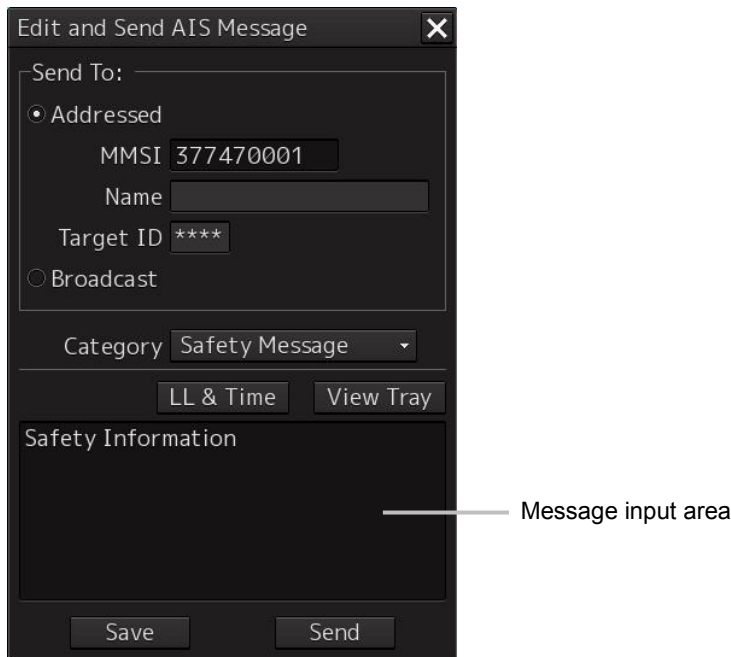 Edit and Send AIS Message
Send To:
Addressed
MMSI 377470001
Name
Target ID ****
Broadcast
Category Safety Message
LL & Time View Tray
Safety Information
Message input area
Save Send